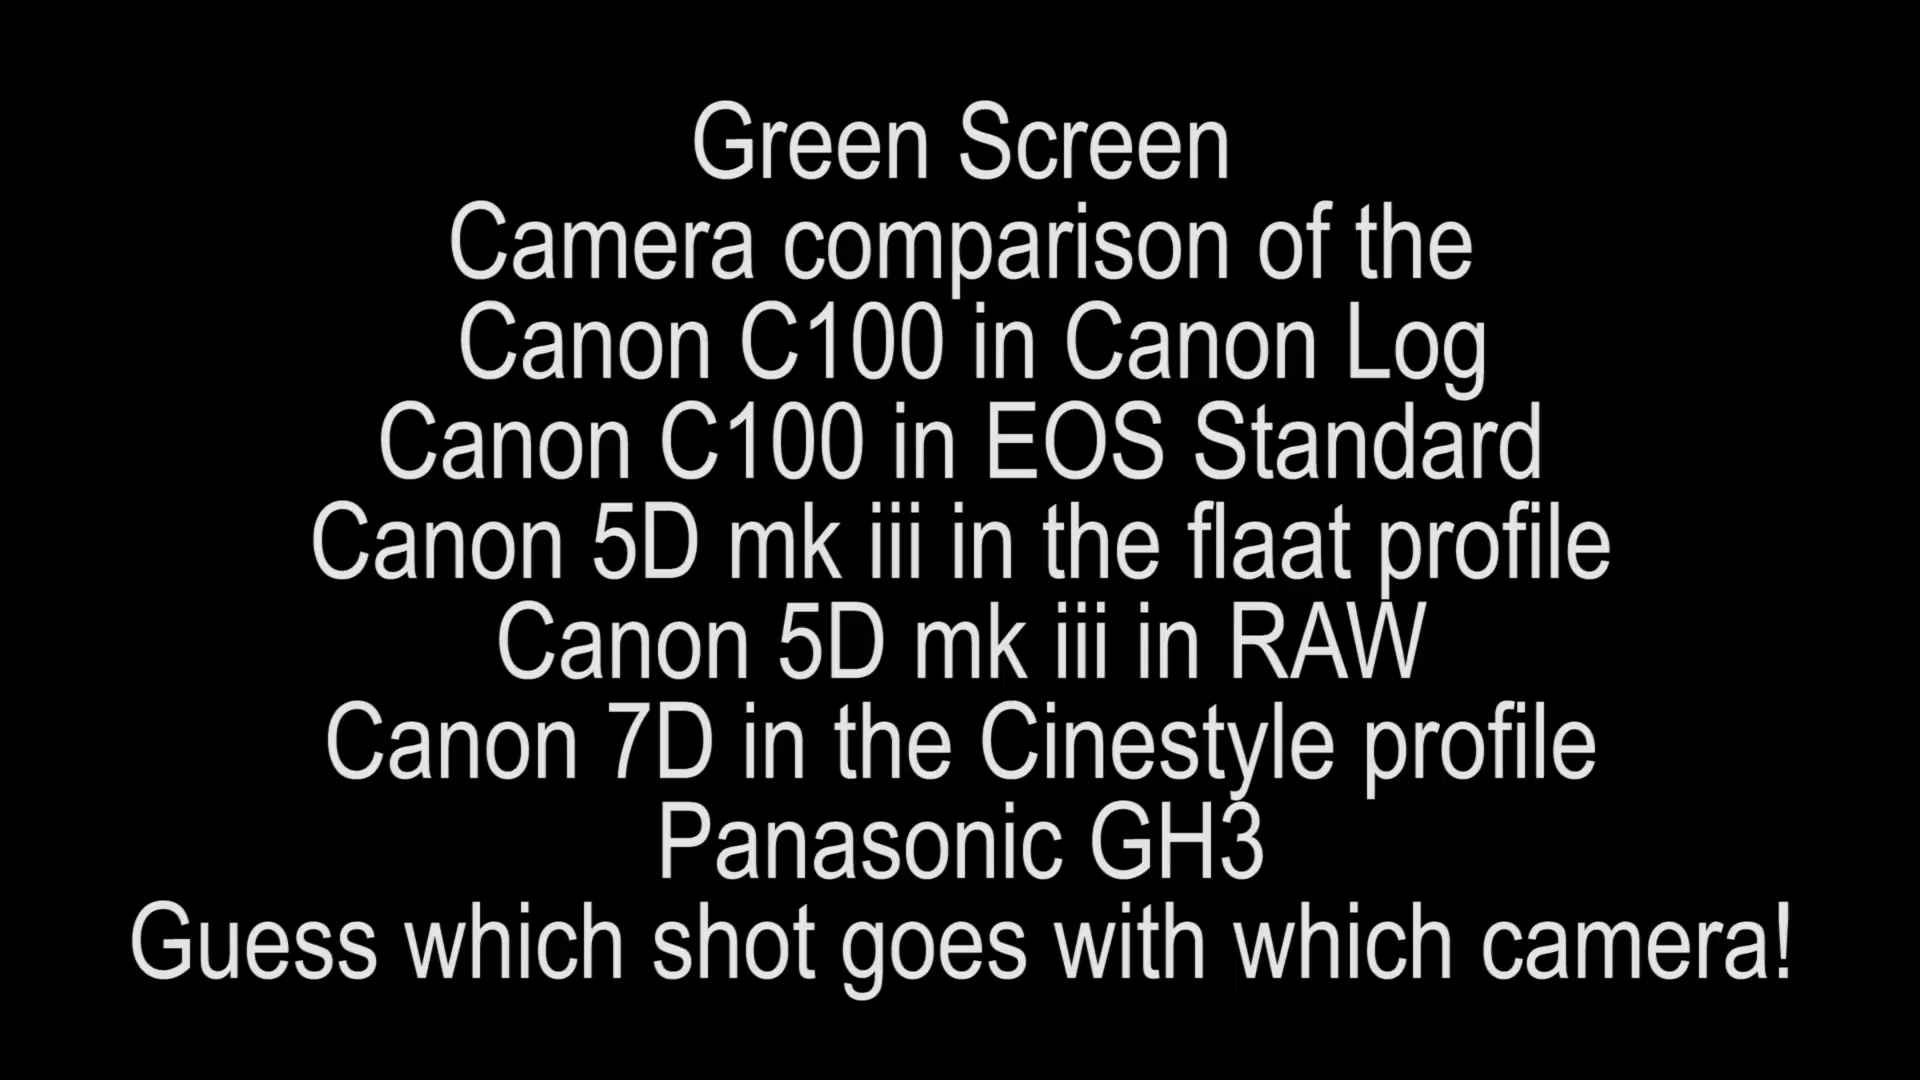 Green Screen
Camera comparison of the
Canon C100 in Canon Log
Canon C100 in EOS Standard
Canon 5D mk iii in the flaat profile
Canon 5D mk iii in RAW
Canon 7D in the Cinestyle profile
Panasonic GH3
Guess which shot goes with which camera!